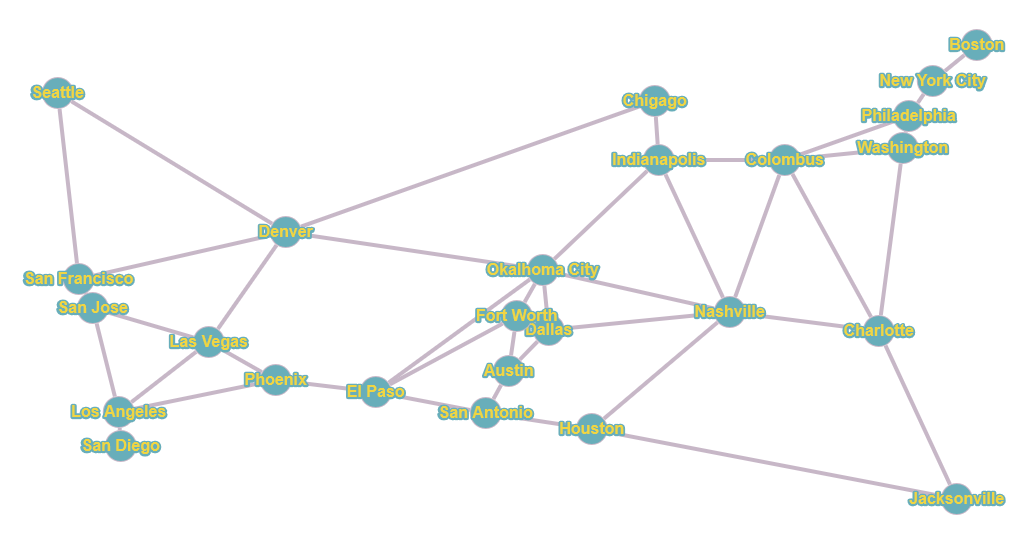 Boston
New York City
Seattle
Chigago
Philadelphia
Washington
Indianapolis
Colombus
Denver
Okalhoma City
San Francisco
San Jose
Fort Worth
Nashville
Dallas
Charlotte
Las Vegas
Austin
Phoenix
El Paso
Los Angeles
San Antonio
Houston
San Diego
Jacksonville